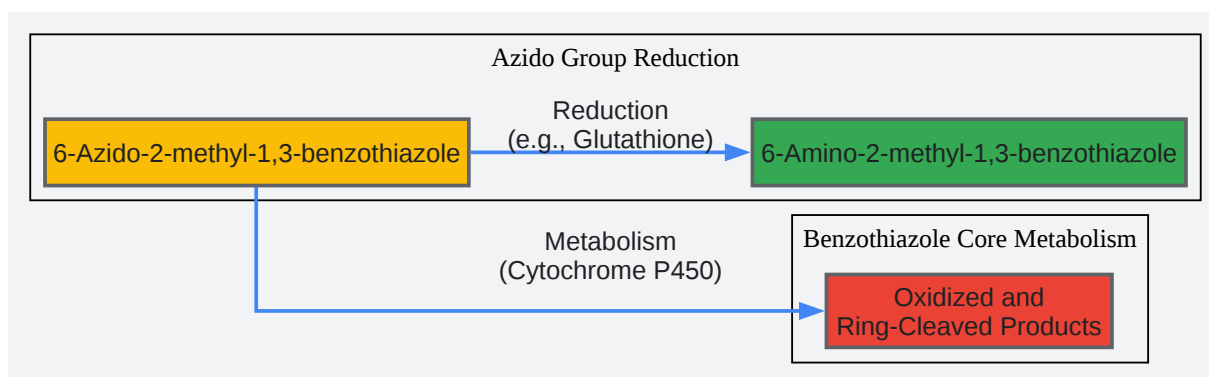 Azido Group Reduction
Reduction
(e.g., Glutathione)
6-Azido-2-methyl-1,3-benzothiazole
6-Amino-2-methyl-1,3-benzothiazole
Metabolism
(Cytochrome P450)
Benzothiazole Core Metabolism
Oxidized and
Ring-Cleaved Products